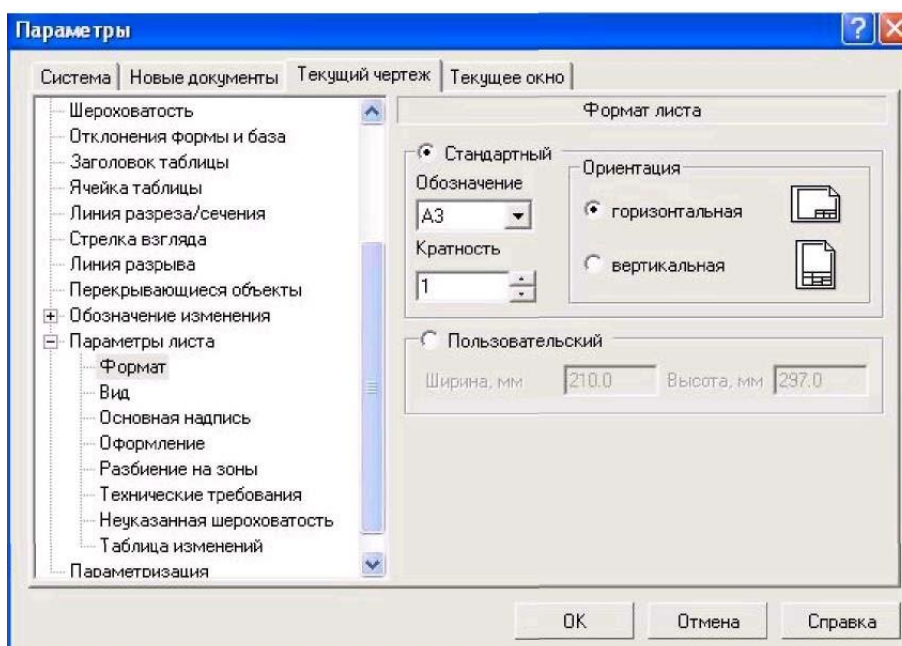 Параметры
Система
Новые документы
Текущий чертеж
Текущее окно
Шероховатость
Отклонения формы и база
Заголовок таблицы
Ячейка таблицы
Линия разреза/сечения
Стрелка взгляда
Линия разрыва
Перекрывающиеся объекты
Обозначение изменения
Параметры листа
Формат
Вид
Основная надпись
Оформление
Разбиение на зоны
Технические требования
Неуказанная шероховатость
Таблица изменений
Параметризация
Формат листа
Стандартный
Обозначение
А3
Кратность
1
Ориентация
горизонтальная
вертикальная
Пользовательский
Ширина, мм 210.0 Высота, мм 297.0
OK Отмена Справка